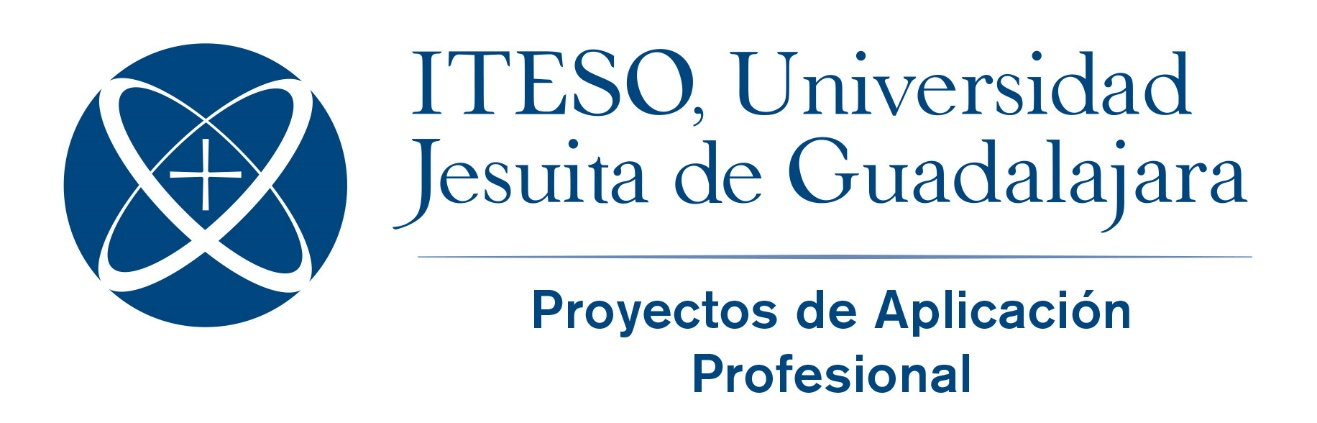 ITESO, Universidad
Jesuita de Guadalajara
Proyectos de Aplicación
Profesional